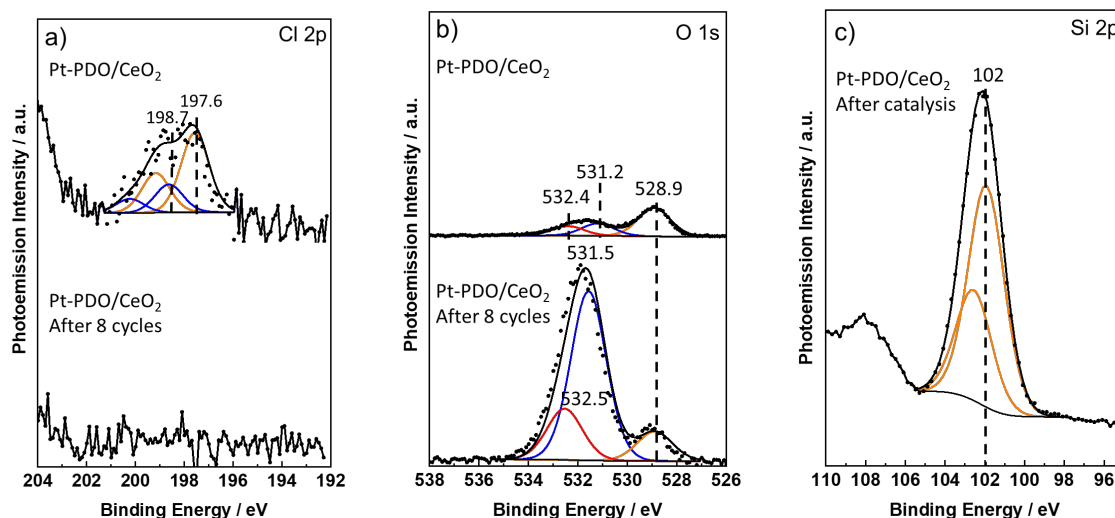 a)
Cl 2p
Pt-PDO/CeO₂
197.6
198.7
Pt-PDO/CeO₂
After 8 cycles
Photoemission Intensity / a.u.
204 202 200 198 196 194 192
Binding Energy / eV
b)
O 1s
Pt-PDO/CeO₂
531.2
532.4
528.9
531.5
Pt-PDO/CeO₂
After 8 cycles
532.5
Photoemission Intensity / a.u.
538 536 534 532 530 528 526
Binding Energy / eV
c)
Si 2p
Pt-PDO/CeO₂
After catalysis
102
Photoemission Intensity / a.u.
110 108 106 104 102 100 98 96
Binding Energy / eV